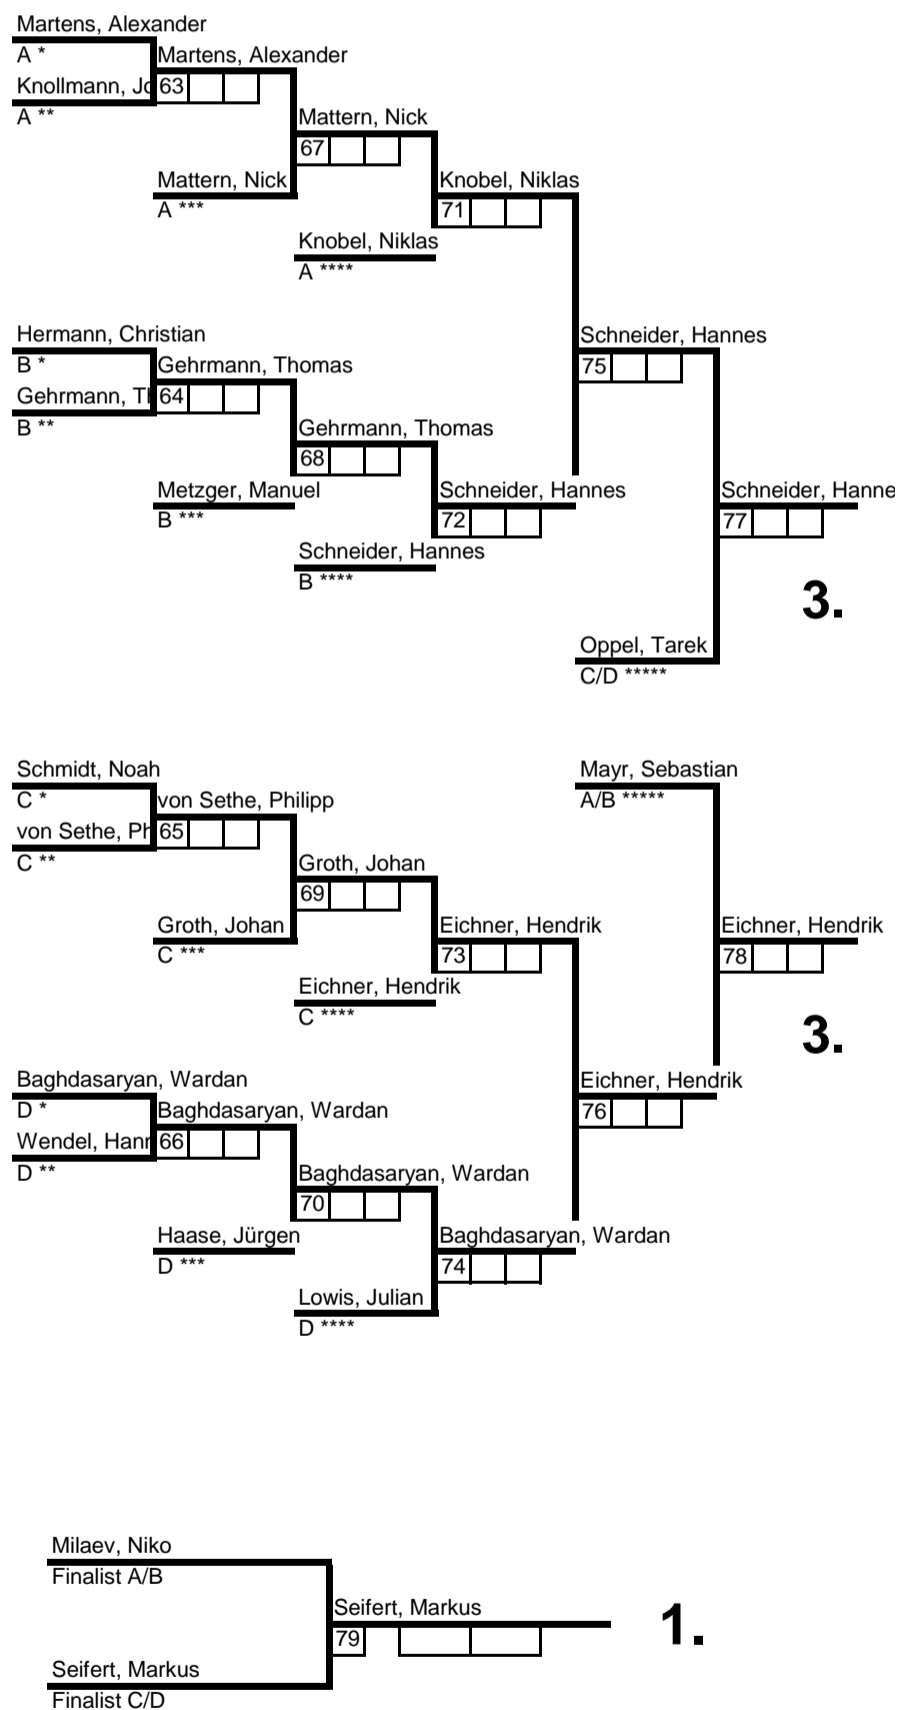 Martens, Alexander
A *
Martens, Alexander
Knollmann, Jo
63
A **
Mattern, Nick
67
Mattern, Nick
A ***
Knobel, Niklas
71
Knobel, Niklas
A ****
Hermann, Christian
B *
Gehrmann, Thomas
Gehrmann, Th
64
B **
Schneider, Hannes
75
Gehrmann, Thomas
68
Metzger, Manuel
B ***
Schneider, Hannes
72
Schneider, Hanne
77
Schneider, Hannes
B ****
3.
Oppel, Tarek
C/D *****
Schmidt, Noah
C *
von Sethe, Philipp
von Sethe, Ph
65
C **
Mayr, Sebastian
A/B *****
Groth, Johan
69
Groth, Johan
C ***
Eichner, Hendrik
73
Eichner, Hendrik
78
Eichner, Hendrik
C ****
3.
Baghdasaryan, Wardan
D *
Baghdasaryan, Wardan
Wendel, Hann
66
D **
Eichner, Hendrik
76
Baghdasaryan, Wardan
70
Haase, Jürgen
D ***
Baghdasaryan, Wardan
74
Lowis, Julian
D ****
Milaev, Niko
Finalist A/B
Seifert, Markus
79
1.
Seifert, Markus
Finalist C/D